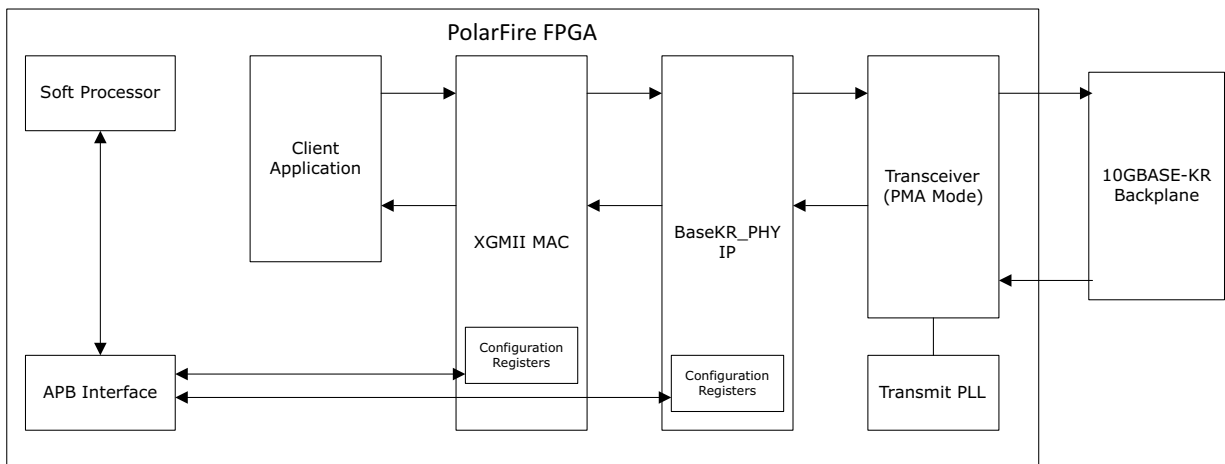 PolarFire FPGA
Soft Processor
Client
Application
XGMII MAC
BaseKR_PHY
IP
Transceiver
(PMA Mode)
10GBASE-KR
Backplane
Configuration
Registers
Configuration
Registers
APB Interface
Transmit PLL